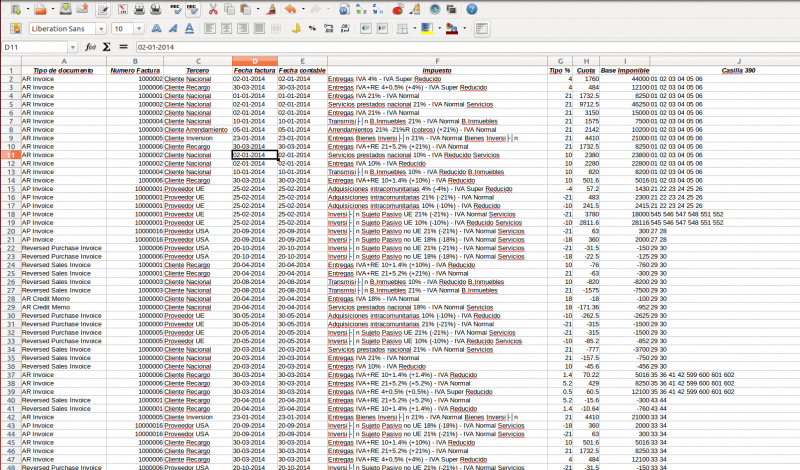 Liberation Sans 10
D11 02-01-2014
A B C D E F G H I J
1 Tipo de documento Numero Factura Tercero Fecha factura Fecha contable Impuesto Tipo % Cuota Base Imponible Casilla 390
2 AR Invoice 1000002 Cliente Nacional 02-01-2014 02-01-2014 Entregas IVA 4% - IVA Super Reducido 4 1760 44000 01 02 03 04 05 06
3 AR Invoice 1000006 Cliente Recargo 30-03-2014 30-03-2014 Entregas IVA+RE 4+0,5% (+4%) - IVA Super Reducido 4 484 12100 01 02 03 04 05 06
4 AR Invoice 1000001 Cliente Nacional 01-01-2014 01-01-2014 Entregas IVA 21% - IVA Normal 21 1732.5 8250 01 02 03 04 05 06
5 AR Invoice 1000002 Cliente Nacional 02-01-2014 02-01-2014 Servicios prestados nacional 21% - IVA Normal Servicios 21 9712.5 46250 01 02 03 04 05 06
6 AR Invoice 1000002 Cliente Nacional 02-01-2014 02-01-2014 Entregas IVA 21% - IVA Normal 21 3150 15000 01 02 03 04 05 06
7 AR Invoice 1000004 Cliente Nacional 10-01-2014 10-01-2014 Transmisi├│n B.Inmuebles 21% - IVA Normal B.Inmuebles 21 1575 7500 01 02 03 04 05 06
8 AR Invoice 1000003 Cliente Arrendamiento 05-01-2014 05-01-2014 Arrendamientos 21% -21%R (cobros) (+21%) - IVA Normal 21 2142 10200 01 02 03 04 05 06
9 AR Invoice 1000003 Cliente Inversion 23-01-2014 23-01-2014 Entregas Bienes Inversi├│n 21% - IVA Normal Bienes Inversi├│n 21 4410 21000 01 02 03 04 05 06
10 AR Invoice 1000006 Cliente Recargo 30-03-2014 30-03-2014 Entregas IVA+RE 21+5.2% (+21%) - IVA Normal 21 1732.5 8250 01 02 03 04 05 06
11 AR Invoice 1000002 Cliente Nacional 02-01-2014 02-01-2014 Servicios prestados nacional 10% - IVA Reducido Servicios 10 2380 23800 01 02 03 04 05 06
12 AR Invoice 1000002 Cliente Nacional 02-01-2014 02-01-2014 Entregas IVA 10% - IVA Reducido 10 2280 22800 01 02 03 04 05 06
13 AR Invoice 1000004 Cliente Nacional 10-01-2014 10-01-2014 Transmisi├│n B.Inmuebles 10% - IVA Reducido B.Inmuebles 10 820 8200 01 02 03 04 05 06
14 AR Invoice 1000006 Cliente Recargo 30-03-2014 30-03-2014 Entregas IVA+RE 10+1.4% (+10%) - IVA Reducido 10 501.6 5016 01 02 03 04 05 06
15 AR Invoice 10000001 Proveedor UE 25-02-2014 25-02-2014 Adquisiciones intracomunitarias 4% (-4%) - IVA Super Reducido -4 57.2 1430 21 22 23 24 25 26
16 AR Invoice 10000001 Proveedor UE 25-02-2014 25-02-2014 Adquisiciones intracomunitarias 21% (-21%) - IVA Normal -21 483 2300 21 22 23 24 25 26
17 AR Invoice 10000001 Proveedor UE 25-02-2014 25-02-2014 Adquisiciones intracomunitarias 10% (-10%) - IVA Reducido -10 241.5 2415 21 22 23 24 25 26
18 AR Invoice 10000001 Proveedor UE 25-02-2014 25-02-2014 Inversi├│n Sujeto Pasivo UE 21% (-21%) - IVA Normal Servicios -21 3780 18000 545 546 547 548 551 552
19 AR Invoice 10000001 Proveedor UE 25-02-2014 25-02-2014 Inversi├│n Sujeto Pasivo UE 10% (-10%) - IVA Reducido Servicios -10 2811.6 28116 545 546 547 548 551 552
20 AP Invoice 10000016 Proveedor USA 20-09-2014 20-09-2014 Inversi├│n Sujeto Pasivo no UE 21% (-21%) - IVA Normal Servicios -21 63 300 27 28
21 AP Invoice 10000016 Proveedor USA 20-09-2014 20-09-2014 Inversi├│n Sujeto Pasivo no UE 18% (-18%) - IVA Normal Servicios -18 360 2000 27 28
22 Reversed Purchase Invoice 1000006 Proveedor USA 20-10-2014 20-10-2014 Inversi├│n Sujeto Pasivo no UE 21% (-21%) - IVA Normal Servicios -21 -31.5 -150 29 30
23 Reversed Purchase Invoice 1000006 Proveedor USA 20-10-2014 20-10-2014 Inversi├│n Sujeto Pasivo no UE 18% (-18%) - IVA Normal Servicios -18 -22.5 -125 29 30
24 Reversed Sales Invoice 1000001 Cliente Recargo 20-04-2014 20-04-2014 Entregas IVA+RE 10+1.4% (+10%) - IVA Reducido 10 -76 -760 29 30
25 Reversed Sales Invoice 1000001 Cliente Recargo 20-04-2014 20-04-2014 Entregas IVA+RE 21+5.2% (+21%) - IVA Normal 21 -63 -300 29 30
26 Reversed Sales Invoice 1000003 Cliente Nacional 20-08-2014 20-08-2014 Transmisi├│n B.Inmuebles 10% - IVA Reducido B.Inmuebles 10 -820 -8200 29 30
27 Reversed Sales Invoice 1000003 Cliente Nacional 20-08-2014 20-08-2014 Transmisi├│n B.Inmuebles 21% - IVA Normal B.Inmuebles 21 -1575 -7500 29 30
28 AR Credit Memo 1000001 Cliente Nacional 20-09-2014 20-09-2014 Entregas IVA 18% - IVA Normal 18 -18 -100 29 30
29 AR Credit Memo 1000001 Cliente Nacional 20-09-2014 20-09-2014 Servicios prestados nacional 18% - IVA Normal Servicios 18 -171.36 -952 29 30
30 Reversed Purchase Invoice 1000001 Proveedor UE 30-05-2014 30-05-2014 Adquisiciones intracomunitarias 10% (-10%) - IVA Reducido -10 -262.5 -2625 29 30
31 Reversed Purchase Invoice 1000001 Proveedor UE 30-05-2014 30-05-2014 Adquisiciones intracomunitarias 21% (-21%) - IVA Normal -21 -315 -1500 29 30
32 Reversed Purchase Invoice 1000001 Proveedor UE 30-05-2014 30-05-2014 Inversi├│n Sujeto Pasivo UE 21% (-21%) - IVA Normal Servicios -21 -315 -1500 29 30
33 Reversed Purchase Invoice 1000001 Proveedor UE 30-05-2014 30-05-2014 Inversi├│n Sujeto Pasivo UE 10% (-10%) - IVA Reducido Servicios -10 -85.2 -852 29 30
34 Reversed Sales Invoice 1000000 Cliente Nacional 20-03-2014 20-03-2014 Servicios prestados nacional 21% - IVA Normal Servicios 21 -777 -3700 29 30
35 Reversed Sales Invoice 1000000 Cliente Nacional 20-03-2014 20-03-2014 Entregas IVA 21% - IVA Normal 21 -157.5 -750 29 30
36 Reversed Sales Invoice 1000000 Cliente Nacional 20-03-2014 20-03-2014 Entregas IVA 10% - IVA Reducido 10 -45.6 -456 29 30
37 AR Invoice 1000006 Cliente Recargo 30-03-2014 30-03-2014 Entregas IVA+RE 10+1.4% (+1.4%) - IVA Reducido 1.4 70.22 5016 35 36 41 42 599 600 601 602
38 AR Invoice 1000006 Cliente Recargo 30-03-2014 30-03-2014 Entregas IVA+RE 21+5.2% (+5.2%) - IVA Normal 5.2 429 8250 35 36 41 42 599 600 601 602
39 AR Invoice 1000006 Cliente Recargo 30-03-2014 30-03-2014 Entregas IVA+RE 4+0,5% (+0,5%) - IVA Super Reducido 0.5 60.5 12100 35 36 41 42 599 600 601 602
40 Reversed Sales Invoice 1000001 Cliente Recargo 20-04-2014 20-04-2014 Entregas IVA+RE 21+5.2% (+5.2%) - IVA Normal 5.2 -15.6 -300 43 44
41 Reversed Sales Invoice 1000001 Cliente Recargo 20-04-2014 20-04-2014 Entregas IVA+RE 10+1.4% (+1.4%) - IVA Reducido 1.4 -10.64 -760 43 44
42 AR Invoice 1000003 Cliente Inversion 23-01-2014 23-01-2014 Entregas Bienes Inversi├│n 21% - IVA Normal Bienes Inversi├│n 21 4410 21000 33 34
43 AP Invoice 10000016 Proveedor USA 20-09-2014 20-09-2014 Inversi├│n Sujeto Pasivo no UE 18% (-18%) - IVA Normal Servicios -18 360 2000 33 34
44 AP Invoice 10000016 Proveedor USA 20-09-2014 20-09-2014 Inversi├│n Sujeto Pasivo no UE 21% (-21%) - IVA Normal Servicios -21 63 300 33 34
45 AR Invoice 1000006 Cliente Recargo 30-03-2014 30-03-2014 Entregas IVA+RE 10+1.4% (+10%) - IVA Reducido 10 501.6 5016 33 34
46 AR Invoice 1000006 Cliente Recargo 30-03-2014 30-03-2014 Entregas IVA+RE 21+5.2% (+21%) - IVA Normal 21 1732.5 8250 33 34
47 AR Invoice 1000006 Cliente Recargo 30-03-2014 30-03-2014 Entregas IVA+RE 4+0,5% (+4%) - IVA Super Reducido 4 484 12100 33 34
48 Reversed Purchase Invoice 1000006 Proveedor USA 20-10-2014 20-10-2014 Inversi├│n Sujeto Pasivo no UE 21% (-21%) - IVA Normal Servicios -21 -31.5 -150 33 34